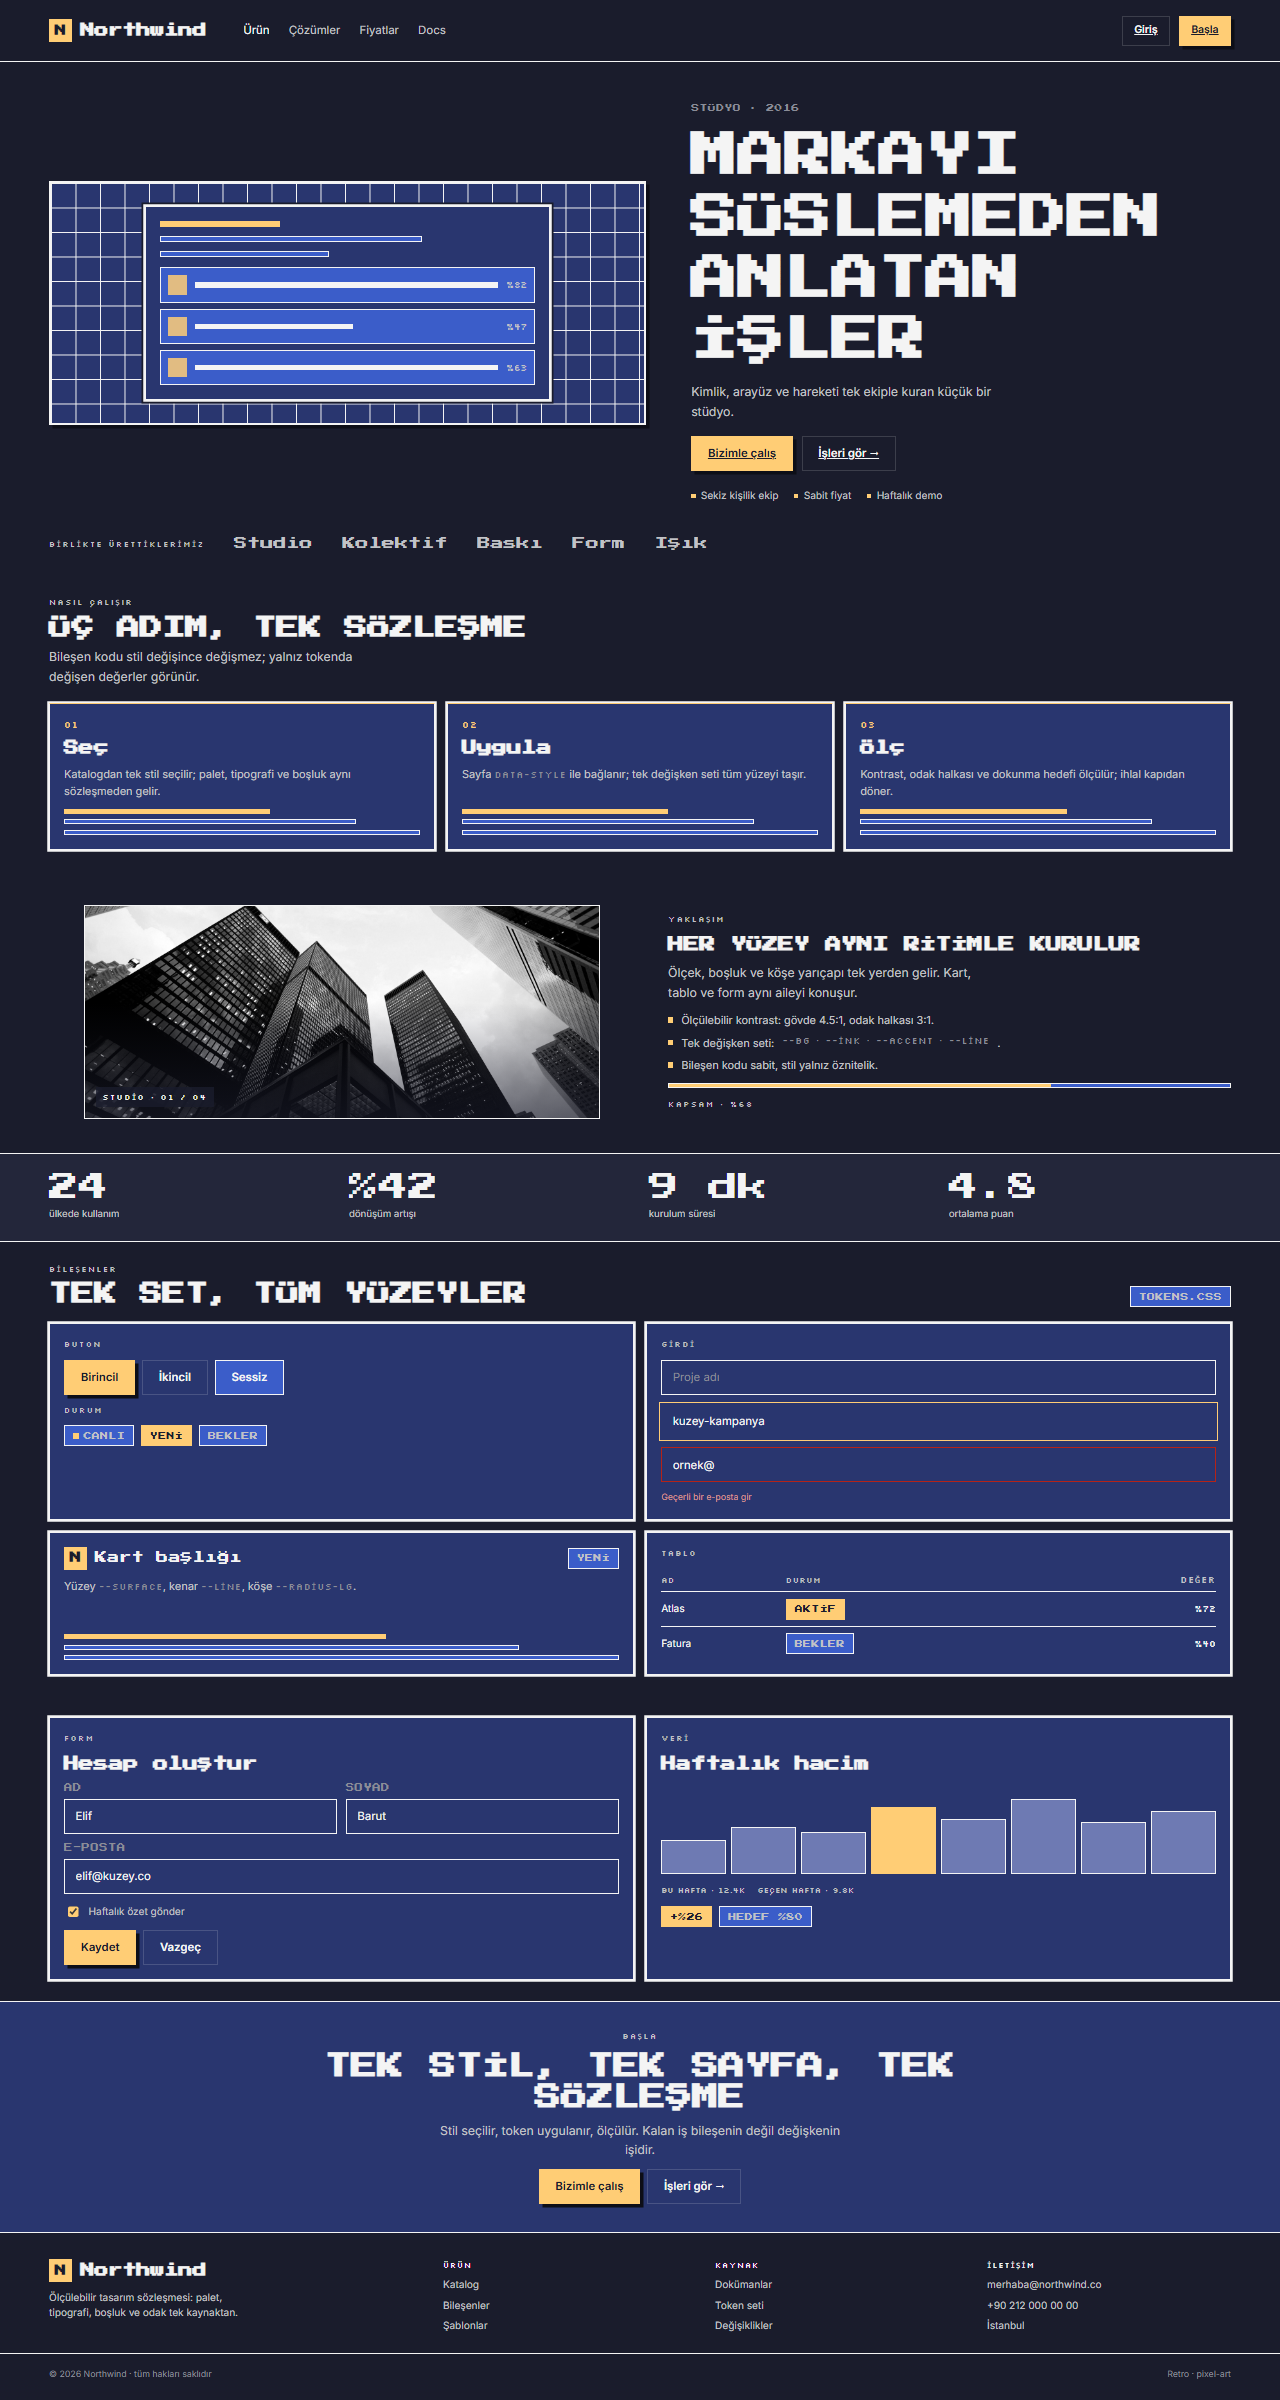 N Northwind
Ürün Çözümler Fiyatlar Docs
Giriş Başla
STÜDYO · 2016
MARKAYI
SÜSLEMEDEN
ANLATAN
İŞLER
%82
%47
%63
Kimlik, arayüz ve hareketi tek ekiple kuran küçük bir
stüdyo.
Bizimle çalış İşleri gör →
Sekiz kişilik ekip Sabit fiyat Haftalık demo
BİRLİKTE ÜRETTİKLERİMİZ Studio Kolektif Baskı Form Işık
NASIL ÇALIŞIR
ÜÇ ADIM, TEK SÖZLEŞME
Bileşen kodu stil değişince değişmez; yalnız tokenda
değişen değerler görünür.
01
Seç
Katalogdan tek stil seçilir; palet, tipografi ve boşluk aynı
sözleşmeden gelir.
02
Uygula
Sayfa DATA-STYLE ile bağlanır; tek değişken seti tüm yüzeyi taşır.
03
Ölç
Kontrast, odak halkası ve dokunma hedefi ölçülür; ihlal kapıdan
döner.
STUDİO · 01 / 04
YAKLAŞIM
HER YÜZEY AYNI RİTİMLE KURULUR
Ölçek, boşluk ve köşe yarıçapı tek yerden gelir. Kart,
tablo ve form aynı aileyi konuşur.
Ölçülebilir kontrast: gövde 4.5:1, odak halkası 3:1.
Tek değişken seti: --BG · --İNK · --ACCENT · --LİNE .
Bileşen kodu sabit, stil yalnız öznitelik.
KAPSAM · %68
24
ülkede kullanım
%42
dönüşüm artışı
9 dk
kurulum süresi
4.8
ortalama puan
BİLEŞENLER
TEK SET, TÜM YÜZEYLER
TOKENS.CSS
BUTON
Birincil İkincil Sessiz
DURUM
CANLI YENİ BEKLER
GİRDİ
Proje adı
kuzey-kampanya
ornek@
Geçerli bir e-posta gir
N Kart başlığı YENİ
Yüzey --SURFACE, kenar --LİNE, köşe --RADİUS-LG.
TABLO
AD DURUM DEĞER
Atlas AKTİF %72
Fatura BEKLER %40
FORM
Hesap oluştur
AD SOYAD
Elif Barut
E-POSTA
elif@kuzey.co
Haftalık özet gönder
Kaydet Vazgeç
VERİ
Haftalık hacim
BU HAFTA · 12.4K GEÇEN HAFTA · 9.8K
+%26 HEDEF %80
BAŞLA
TEK STİL, TEK SAYFA, TEK
SÖZLEŞME
Stil seçilir, token uygulanır, ölçülür. Kalan iş bileşenin değil değişkenin
işidir.
Bizimle çalış İşleri gör →
N Northwind
Ölçülebilir tasarım sözleşmesi: palet,
tipografi, boşluk ve odak tek kaynaktan.
ÜRÜN
Katalog
Bileşenler
Şablonlar
KAYNAK
Dokümanlar
Token seti
Değişiklikler
İLETİŞİM
merhaba@northwind.co
+90 212 000 00 00
İstanbul
© 2026 Northwind · tüm hakları saklıdır
Retro · pixel-art